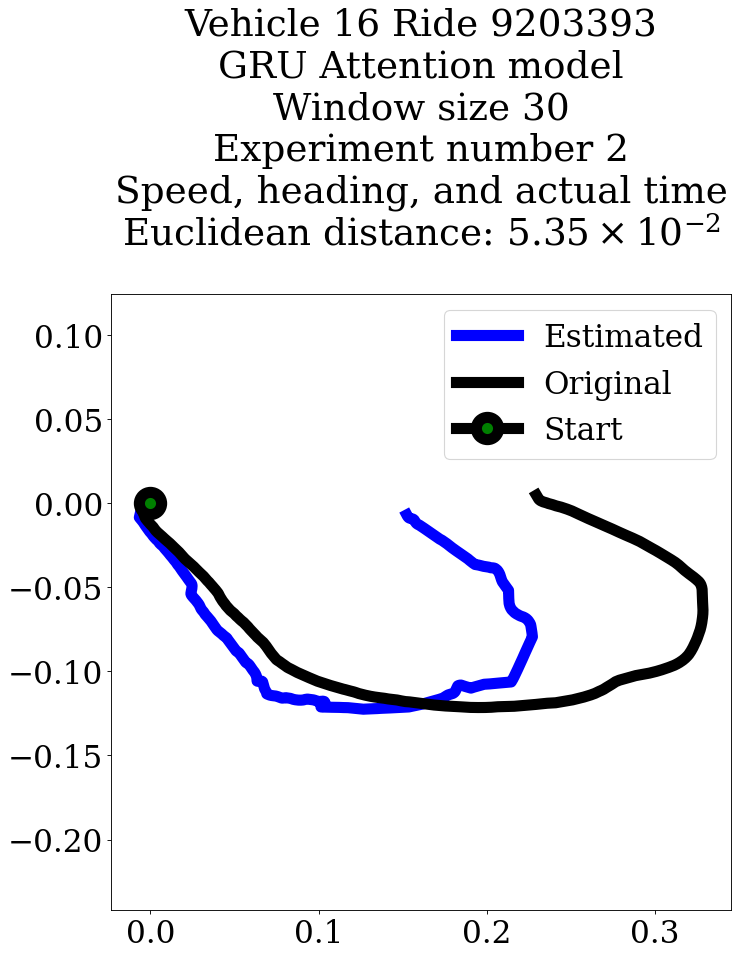 Vehicle 16 Ride 9203393
GRU Attention model
Window size 30
Experiment number 2
Speed, heading, and actual time
Euclidean distance: 5.35 × 10⁻²
Estimated
Original
Start
0.10
0.05
0.00
−0.05
−0.10
−0.15
−0.20
0.0 0.1 0.2 0.3